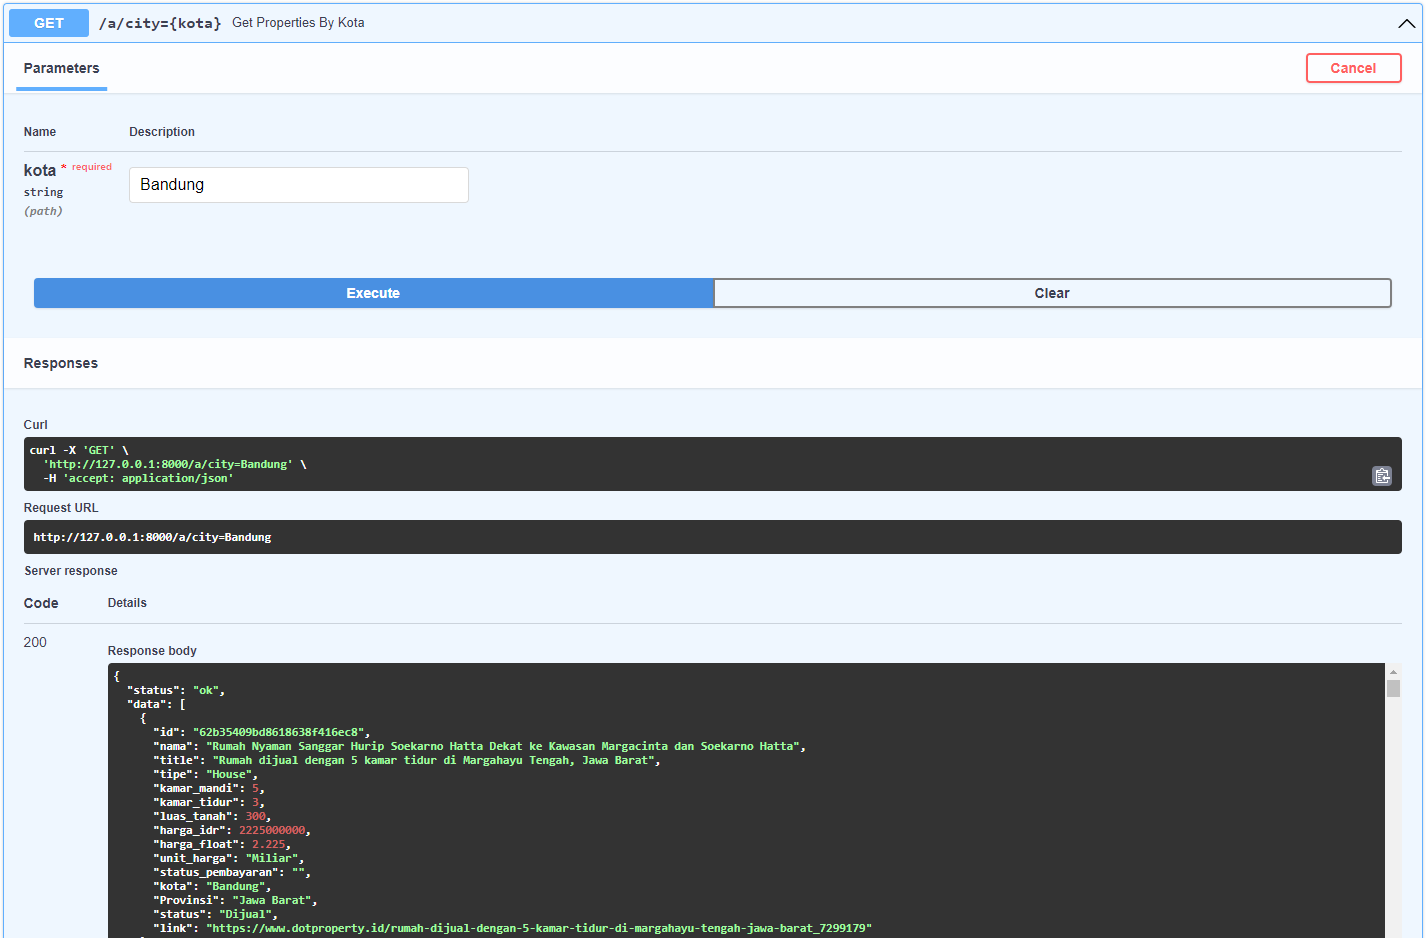 GET /a/city={kota} Get Properties By Kota
Parameters
Cancel
Name Description
kota * required
string
(path)
Bandung
Execute
Clear
Responses
Curl
curl -X 'GET' \
  'http://127.0.0.1:8000/a/city=Bandung' \
  -H 'accept: application/json'
Request URL
http://127.0.0.1:8000/a/city=Bandung
Server response
Code Details
200
Response body
{
  "status": "ok",
  "data": [
    {
      "id": "62b35409bd8618638f416ec8",
      "nama": "Rumah Nyaman Sanggar Hurip Soekarno Hatta Dekat ke Kawasan Margacinta dan Soekarno Hatta",
      "title": "Rumah dijual dengan 5 kamar tidur di Margahayu Tengah, Jawa Barat",
      "tipe": "House",
      "kamar_mandi": 5,
      "kamar_tidur": 3,
      "luas_tanah": 300,
      "harga_idr": 2225000000,
      "harga_float": 2.225,
      "unit_harga": "Miliar",
      "status_pembayaran": "",
      "kota": "Bandung",
      "Provinsi": "Jawa Barat",
      "status": "Dijual",
      "link": "https://www.dotproperty.id/rumah-dijual-dengan-5-kamar-tidur-di-margahayu-tengah-jawa-barat_7299179"